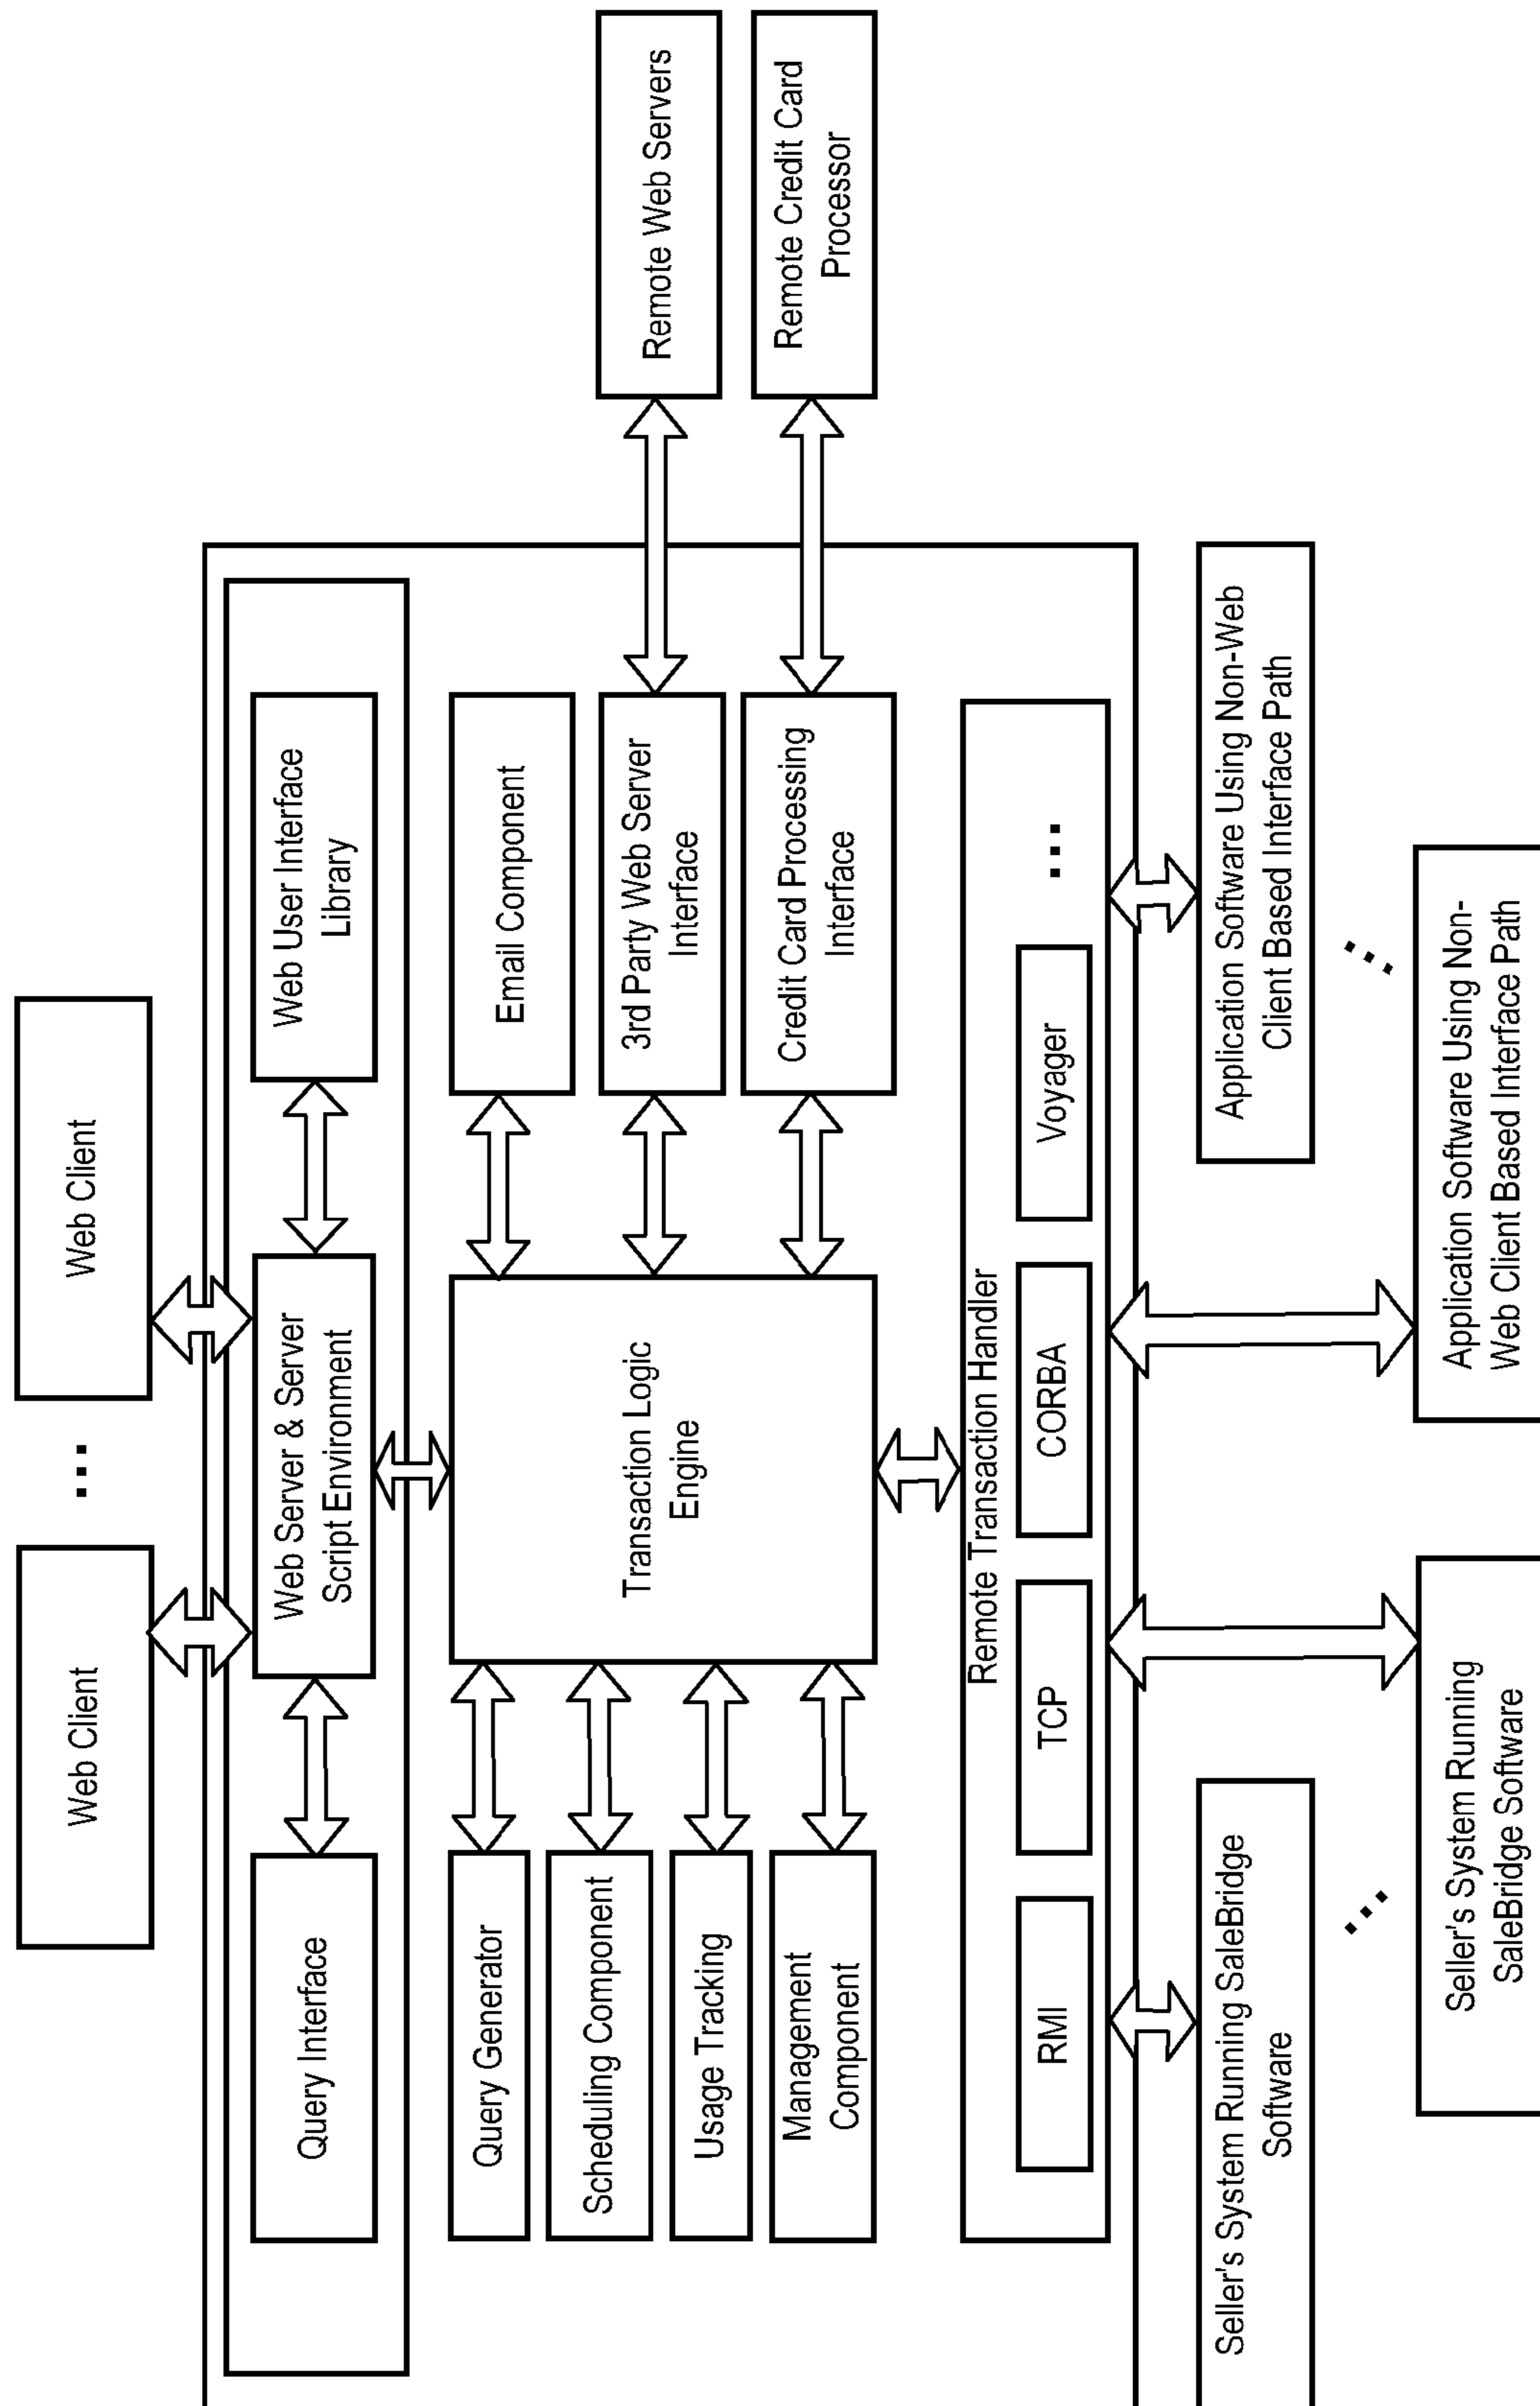 Web Client
...
Web Client
Query Interface
Web Server & Server
Script Environment
Web User Interface
Library
Query Generator
Scheduling Component
Usage Tracking
Management
Component
Transaction Logic
Engine
Email Component
3rd Party Web Server
Interface
Credit Card Processing
Interface
Remote Web Servers
Remote Credit Card
Processor
Remote Transaction Handler
RMI
TCP
CORBA
Voyager
...
Seller's System Running SaleBridge
Software
...
Seller's System Running
SaleBridge Software
Application Software Using Non-Web
Client Based Interface Path
...
Application Software Using Non-
Web Client Based Interface Path